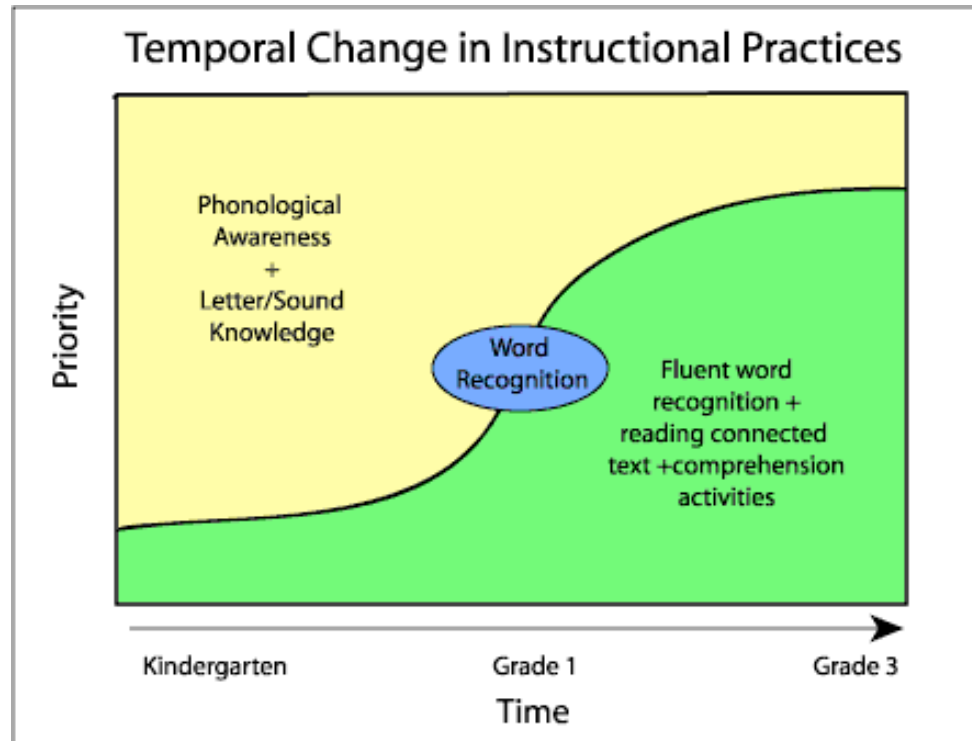 Temporal Change in Instructional Practices
Priority
Phonological
Awareness
+
Letter/Sound
Knowledge
Word
Recognition
Fluent word
recognition +
reading connected
text +comprehension
activities
Kindergarten
Grade 1
Grade 3
Time